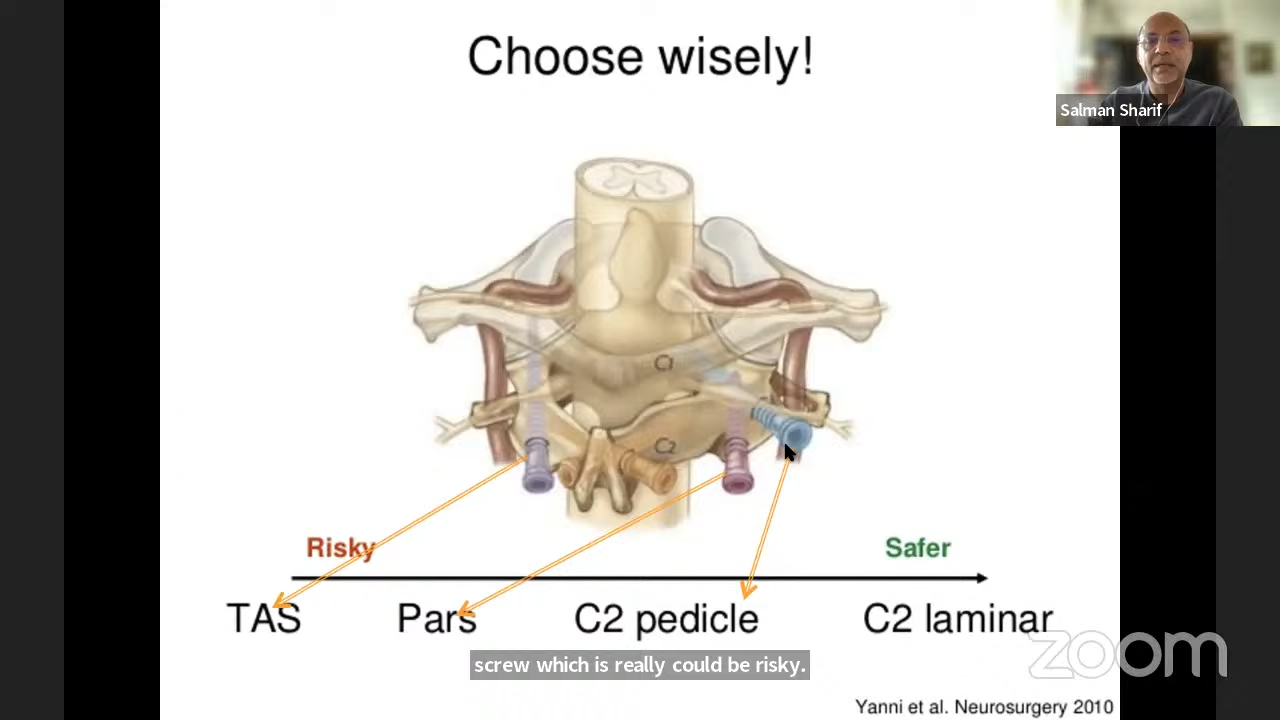 Choose wisely!
Salman Sharif
C1
C2
Risky
Safer
TAS
Pars
C2 pedicle
C2 laminar
zoom
screw which is really could be risky.
Yanni et al. Neurosurgery 2010